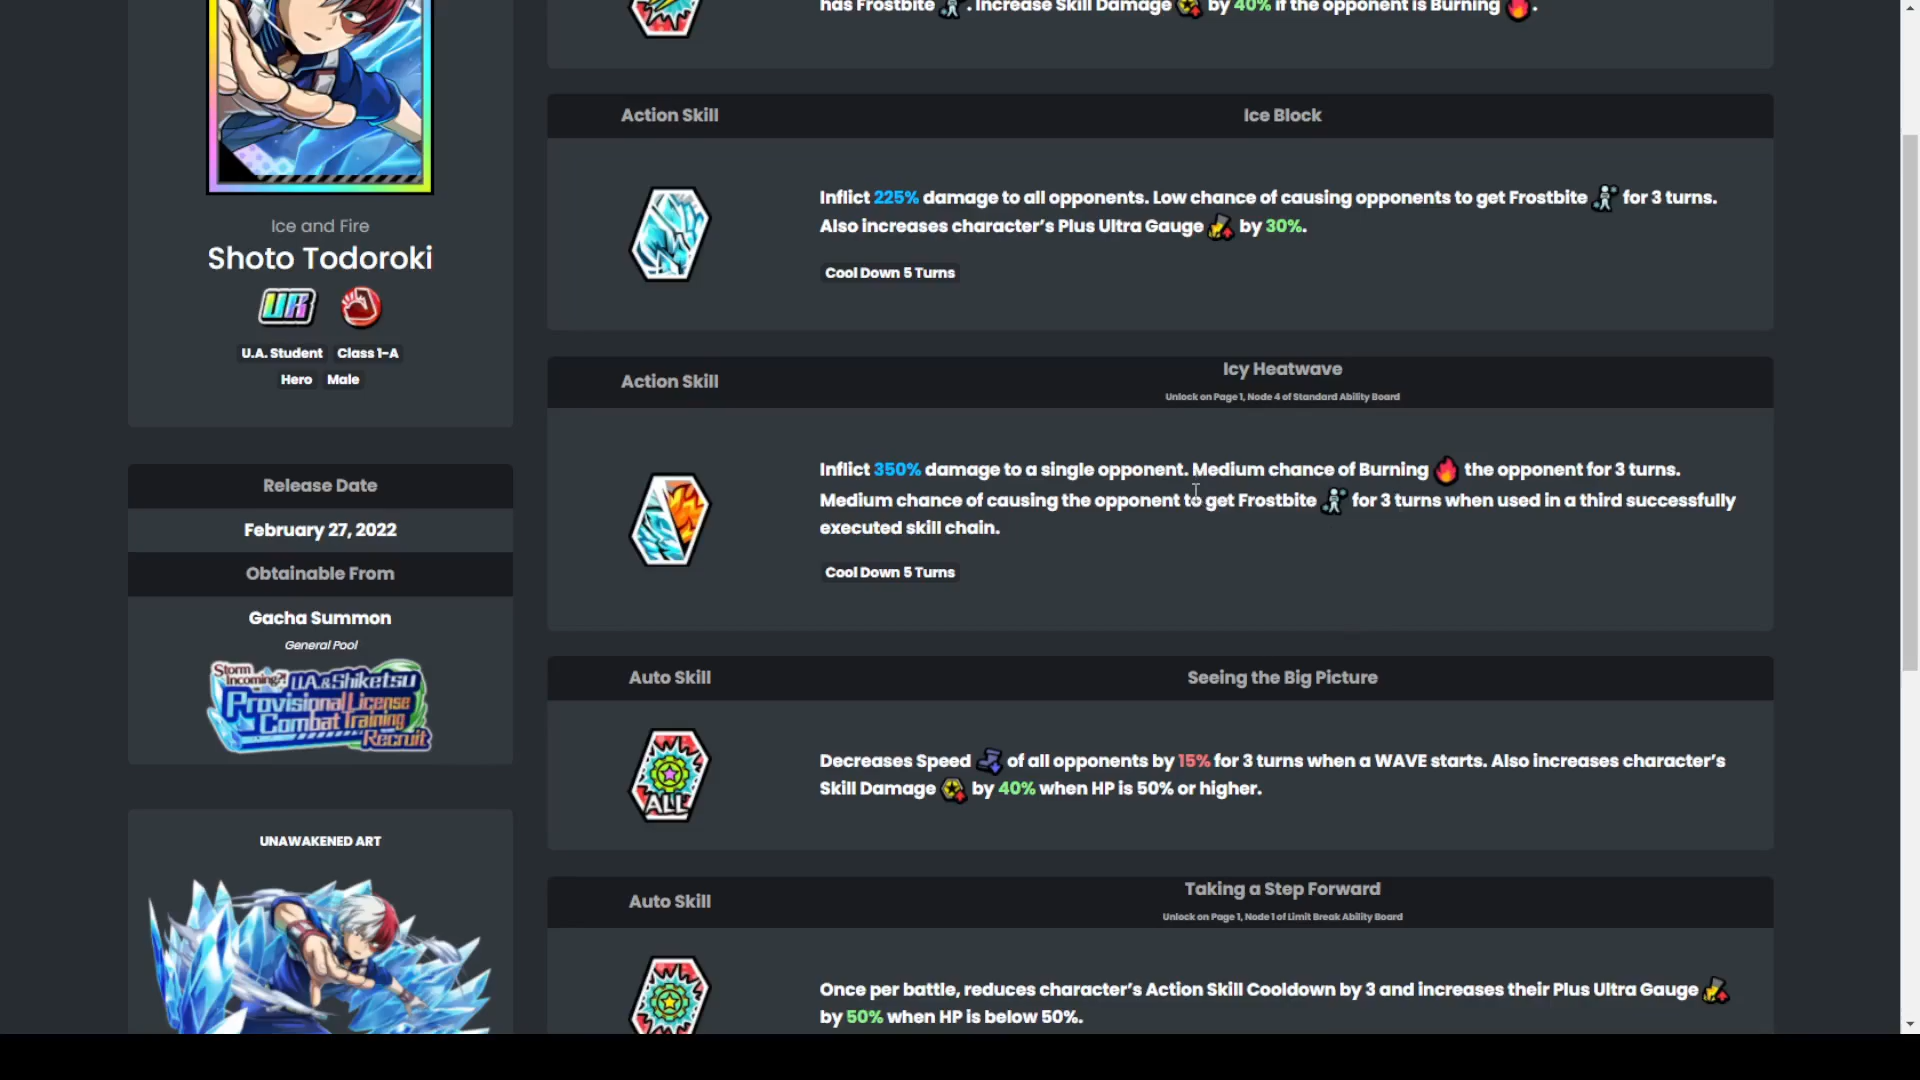 has Frostbite . Increase Skill Damage by 40% if the opponent is Burning .
Action Skill
Ice Block
Inflict 225% damage to all opponents. Low chance of causing opponents to get Frostbite for 3 turns.
Also increases character's Plus Ultra Gauge by 30%.
Cool Down 5 Turns
Ice and Fire
Shoto Todoroki
UR
U.A. Student Class 1-A
Hero Male
Action Skill
Icy Heatwave
Unlock on Page 1, Node 4 of Standard Ability Board
Inflict 350% damage to a single opponent. Medium chance of Burning the opponent for 3 turns.
Medium chance of causing the opponent to get Frostbite for 3 turns when used in a third successfully
executed skill chain.
Cool Down 5 Turns
Release Date
February 27, 2022
Obtainable From
Gacha Summon
General Pool
Storm
Incoming?! U.A. & Shiketsu
Provisional License
Combat Training
Recruit
Auto Skill
Seeing the Big Picture
ALL
Decreases Speed of all opponents by 15% for 3 turns when a WAVE starts. Also increases character's
Skill Damage by 40% when HP is 50% or higher.
UNAWAKENED ART
Auto Skill
Taking a Step Forward
Unlock on Page 1, Node 1 of Limit Break Ability Board
Once per battle, reduces character's Action Skill Cooldown by 3 and increases their Plus Ultra Gauge
by 50% when HP is below 50%.